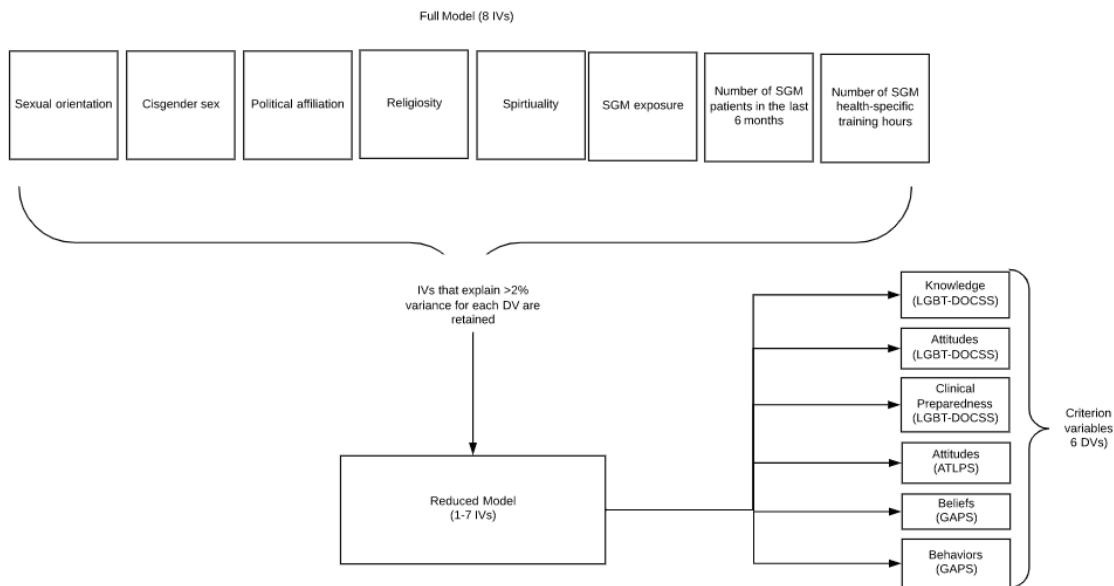 Full Model (8 IVs)
Sexual orientation
Cisgender sex
Political affiliation
Religiosity
Spirtiuality
SGM exposure
Number of SGM
patients in the last
6 months
Number of SGM
health-specific
training hours
IVs that explain >2%
variance for each DV are
retained
Reduced Model
(1-7 IVs)
Knowledge
(LGBT-DOCSS)
Attitudes
(LGBT-DOCSS)
Clinical
Preparedness
(LGBT-DOCSS)
Attitudes
(ATLPS)
Beliefs
(GAPS)
Behaviors
(GAPS)
Criterion
variables
6 DVs)